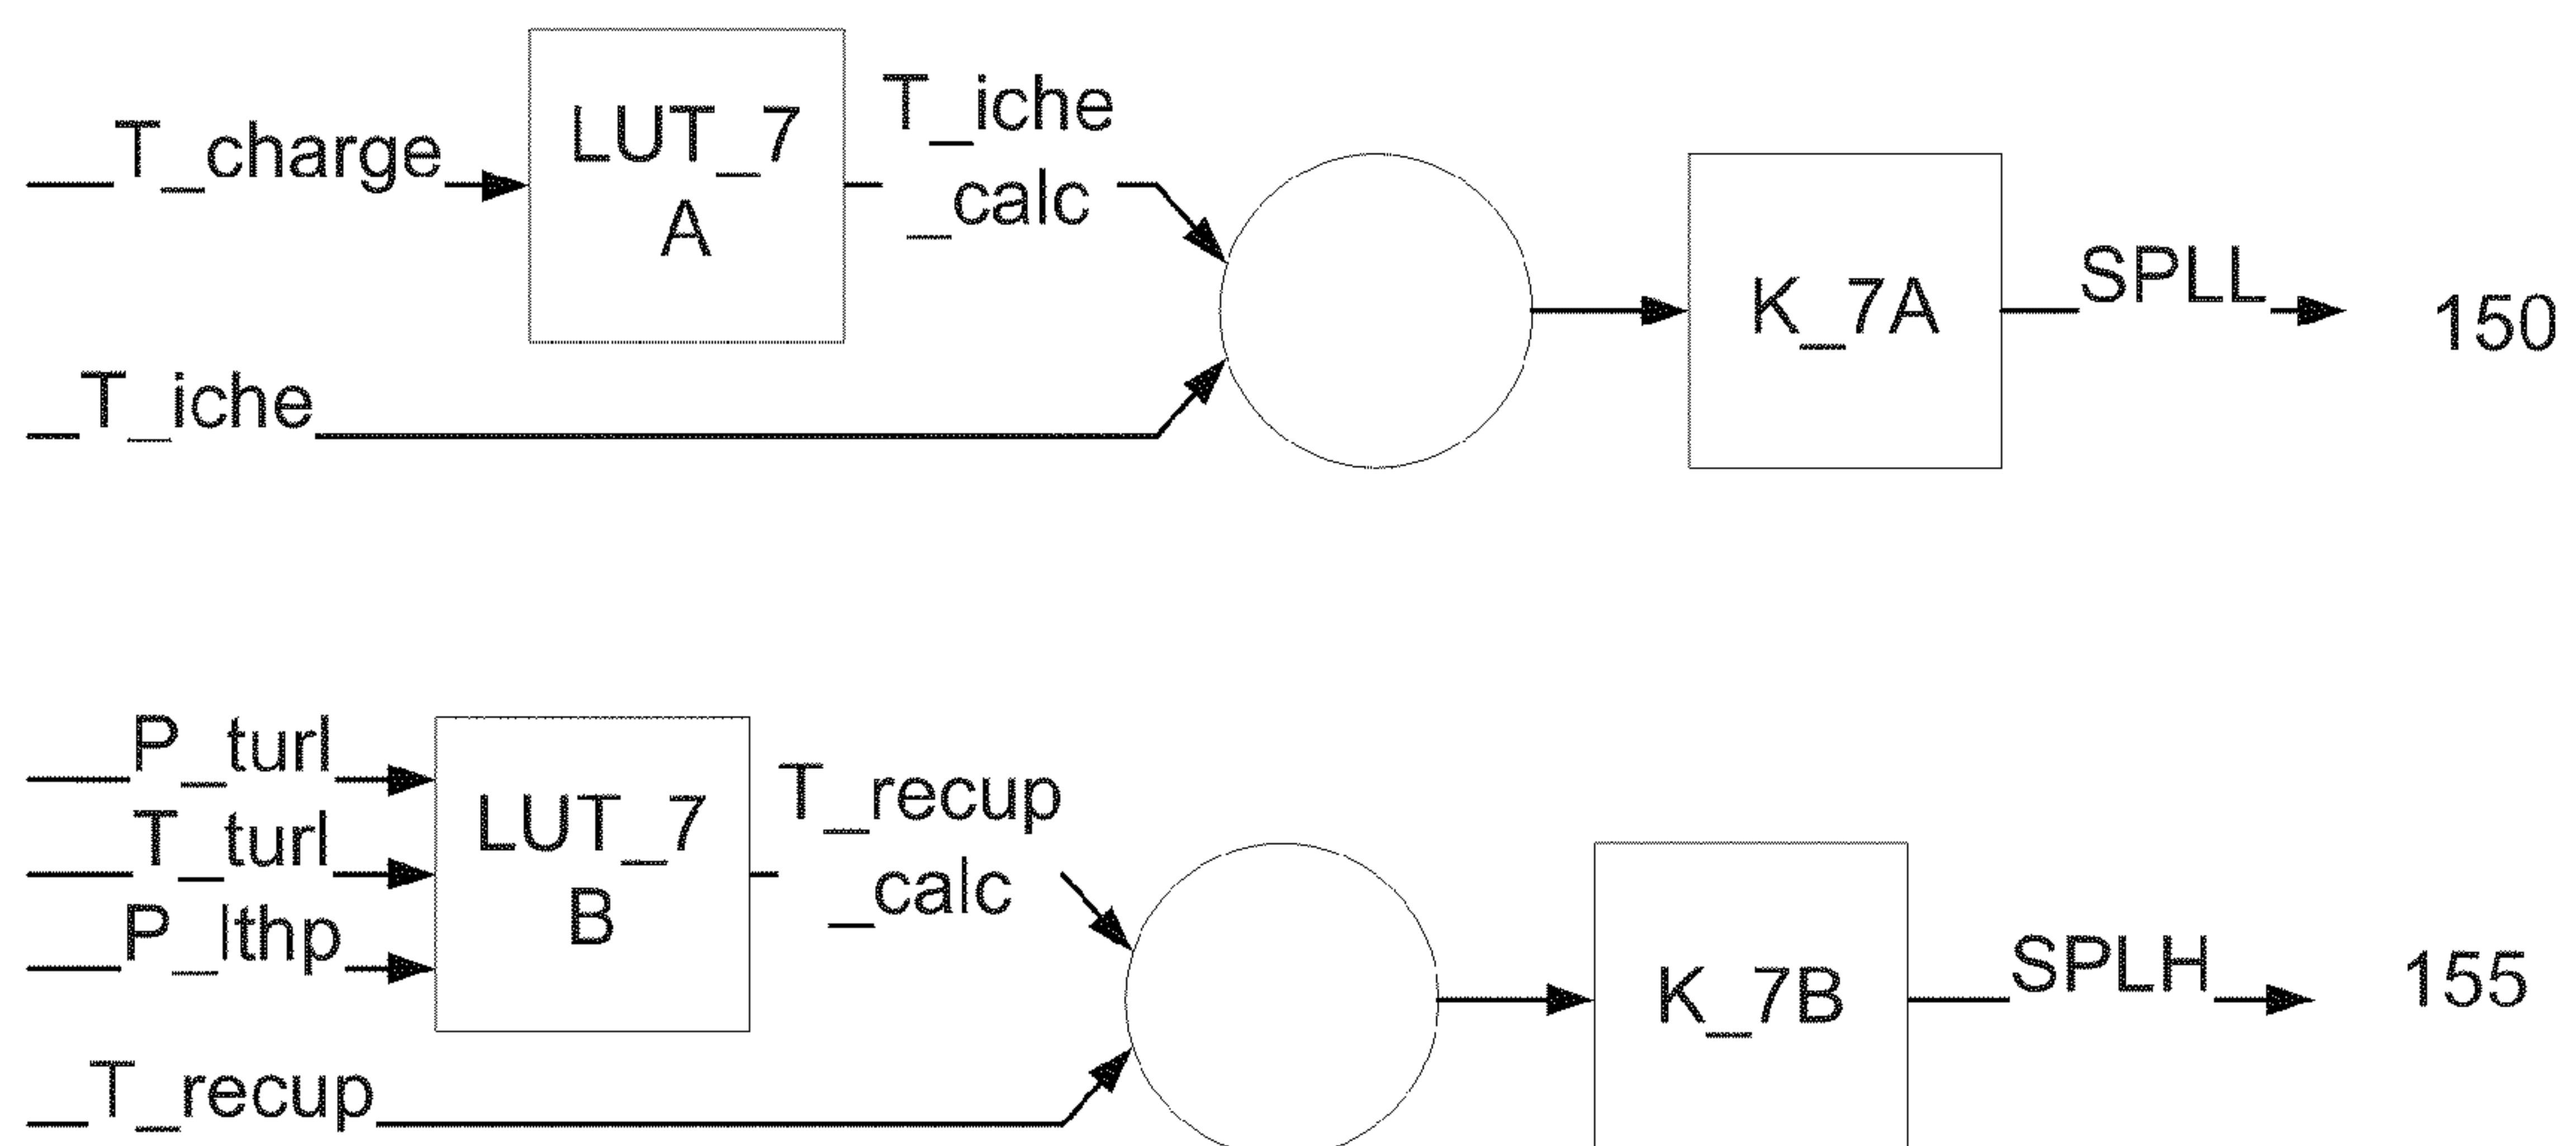 T_charge
LUT_7
A
T_iche
_calc
T_iche
K_7A
SPLL
150
P_turl
T_turl
P_lthp
LUT_7
B
T_recup
_calc
T_recup
K_7B
SPLH
155